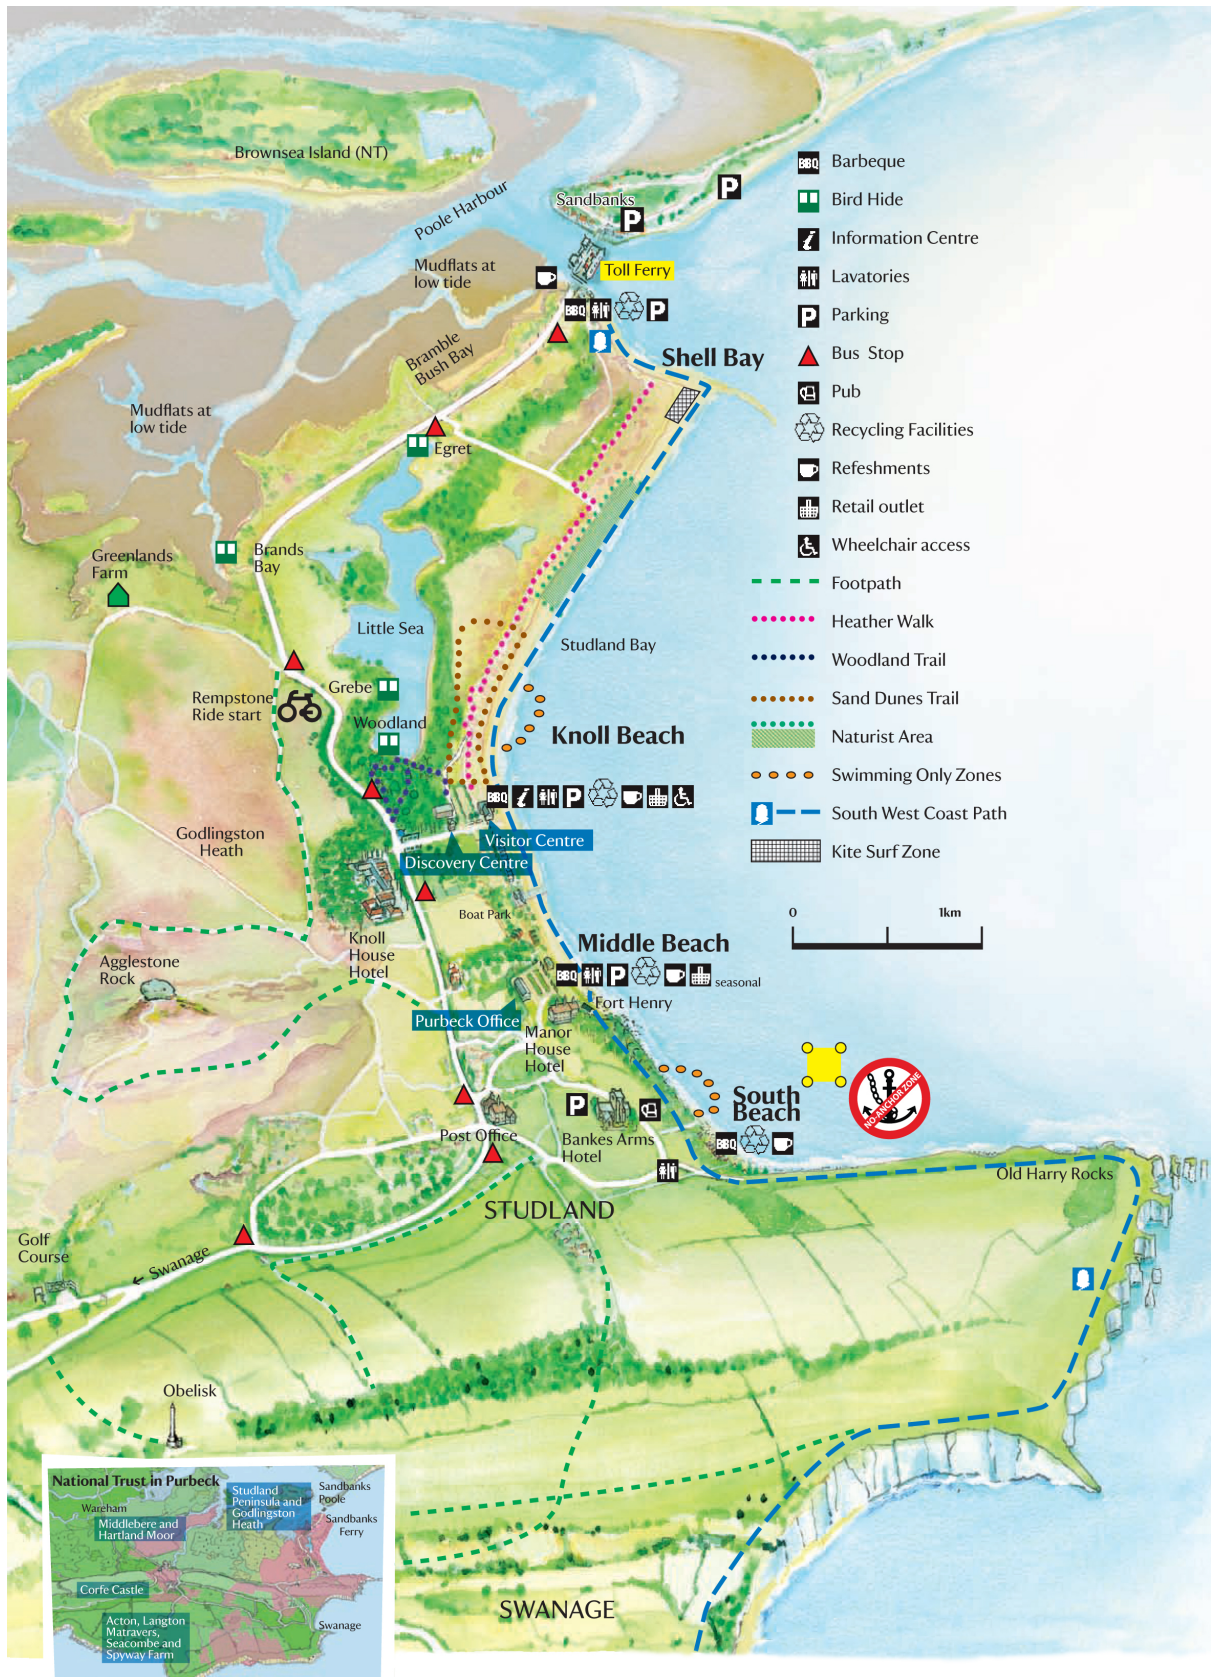 Brownsea Island (NT)
Poole Harbour
Sandbanks
P
P
Mudflats at
low tide
Toll Ferry
BBQ
P
Bramble
Bush Bay
Shell Bay
Mudflats at
low tide
Egret
Brands
Bay
Greenlands
Farm
Little Sea
Studland Bay
Rempstone
Ride start
Grebe
Woodland
Knoll Beach
BBQ
i
P
Godlingston
Heath
Visitor Centre
Discovery Centre
Boat Park
Knoll
House
Hotel
Middle Beach
BBQ
P
seasonal
Agglestone
Rock
Fort Henry
Purbeck Office
Manor
House
Hotel
NO-ANCHOR ZONE
South
Beach
P
BBQ
Post Office
Bankes Arms
Hotel
Old Harry Rocks
STUDLAND
Golf
Course
← Swanage
Obelisk
SWANAGE
BBQ
Barbeque
Bird Hide
i
Information Centre
Lavatories
P
Parking
Bus Stop
Pub
Recycling Facilities
Refeshments
Retail outlet
Wheelchair access
Footpath
Heather Walk
Woodland Trail
Sand Dunes Trail
Naturist Area
Swimming Only Zones
South West Coast Path
Kite Surf Zone
0
1km
National Trust in Purbeck
Wareham
Middlebere and
Hartland Moor
Studland
Peninsula and
Godlingston
Heath
Sandbanks
Poole
Sandbanks
Ferry
Corfe Castle
Acton, Langton
Matravers,
Seacombe and
Spyway Farm
Swanage